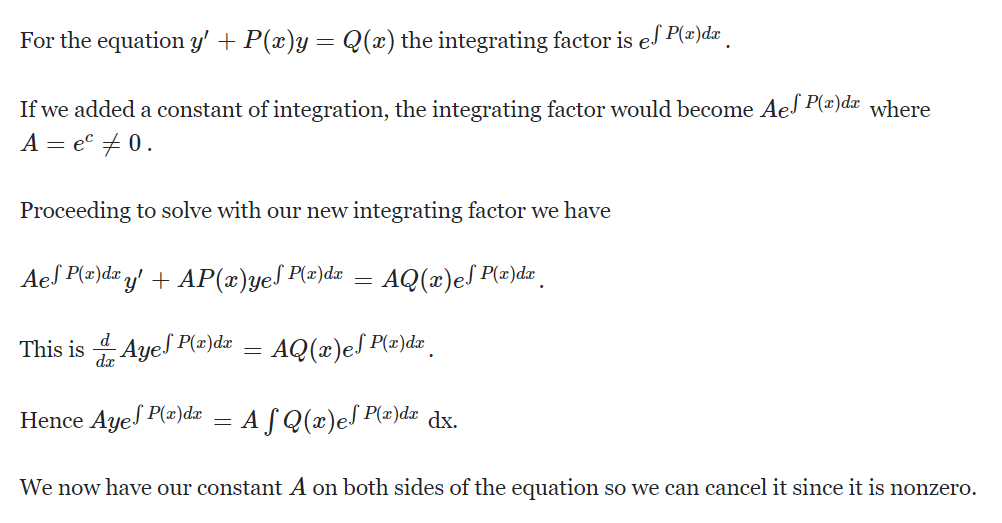 For the equation $y' + P(x)y = Q(x)$ the integrating factor is $e^{\int P(x)dx}$.
If we added a constant of integration, the integrating factor would become $Ae^{\int P(x)dx}$ where
$A = e^c \neq 0$.
Proceeding to solve with our new integrating factor we have
$Ae^{\int P(x)dx}y' + AP(x)ye^{\int P(x)dx} = AQ(x)e^{\int P(x)dx}$.
This is $\frac{d}{dx}Aye^{\int P(x)dx} = AQ(x)e^{\int P(x)dx}$.
Hence $Aye^{\int P(x)dx} = A\int Q(x)e^{\int P(x)dx}$ dx.
We now have our constant $A$ on both sides of the equation so we can cancel it since it is nonzero.